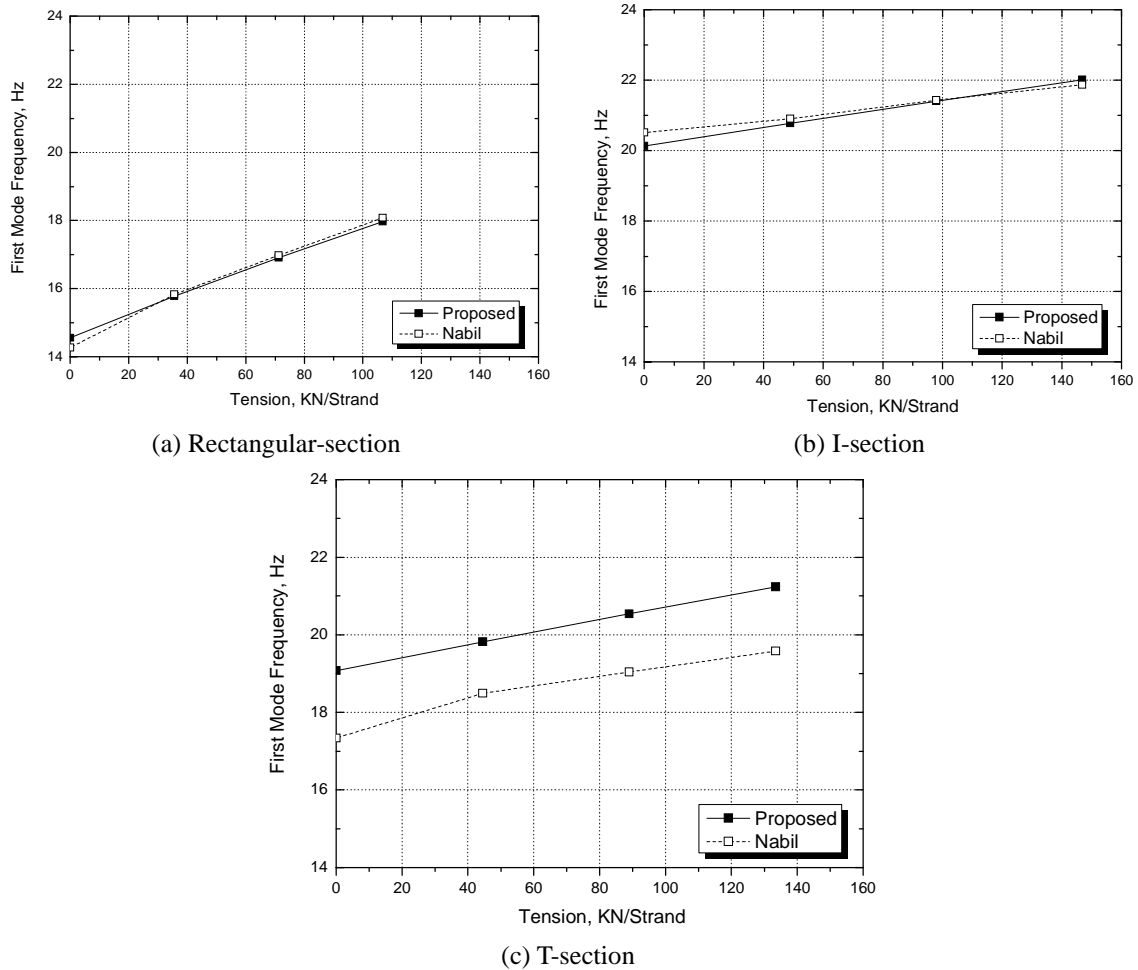 24
22
20
18
16
14
First Mode Frequency, Hz
0 20 40 60 80 100 120 140 160
Tension, KN/Strand
Proposed
Nabil
(a) Rectangular-section
24
22
20
18
16
14
First Mode Frequency, Hz
0 20 40 60 80 100 120 140 160
Tension, KN/Strand
Proposed
Nabil
(b) I-section
24
22
20
18
16
14
First Mode Frequency, Hz
0 20 40 60 80 100 120 140 160
Tension, KN/Strand
Proposed
Nabil
(c) T-section